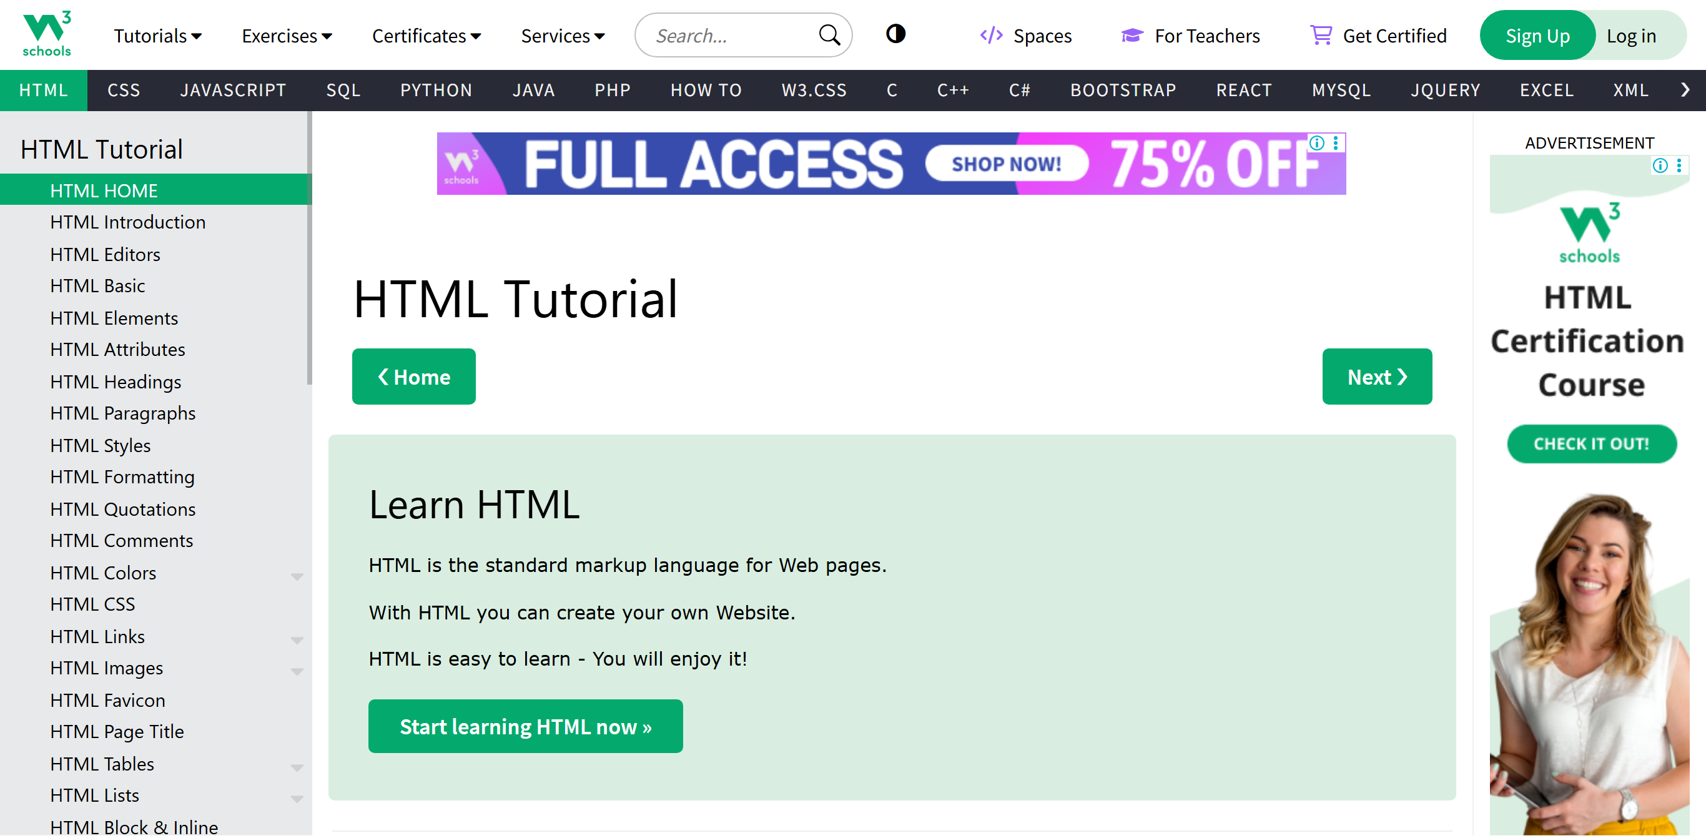 W3 schools
Tutorials Exercises Certificates Services Search... Spaces For Teachers Get Certified Sign Up Log in
HTML CSS JAVASCRIPT SQL PYTHON JAVA PHP HOW TO W3.CSS C C++ C# BOOTSTRAP REACT MYSQL JQUERY EXCEL XML
HTML Tutorial
HTML HOME
HTML Introduction
HTML Editors
HTML Basic
HTML Elements
HTML Attributes
HTML Headings
HTML Paragraphs
HTML Styles
HTML Formatting
HTML Quotations
HTML Comments
HTML Colors
HTML CSS
HTML Links
HTML Images
HTML Favicon
HTML Page Title
HTML Tables
HTML Lists
HTML Block & Inline
W3 schools FULL ACCESS SHOP NOW! 75% OFF
HTML Tutorial
❮ Home
Next ❯
Learn HTML
HTML is the standard markup language for Web pages.
With HTML you can create your own Website.
HTML is easy to learn - You will enjoy it!
Start learning HTML now »
ADVERTISEMENT
W3 schools
HTML
Certification
Course
CHECK IT OUT!